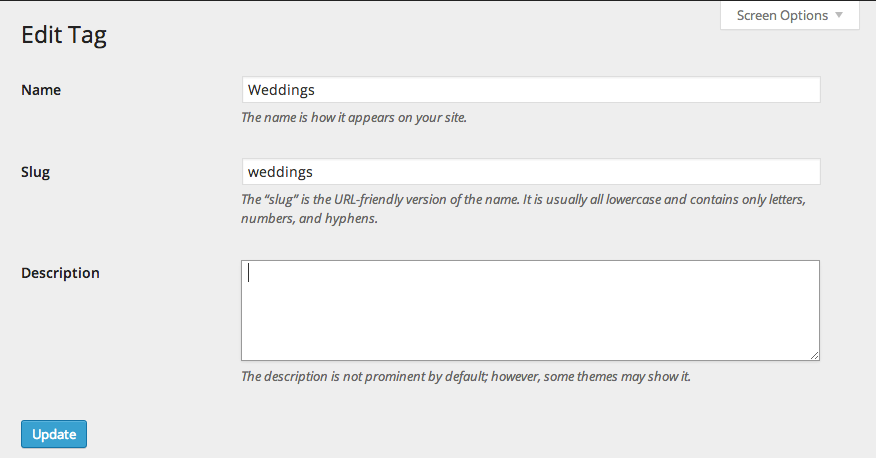 Screen Options
Edit Tag
Name
Weddings
The name is how it appears on your site.
Slug
weddings
The “slug” is the URL-friendly version of the name. It is usually all lowercase and contains only letters,
numbers, and hyphens.
Description
The description is not prominent by default; however, some themes may show it.
Update